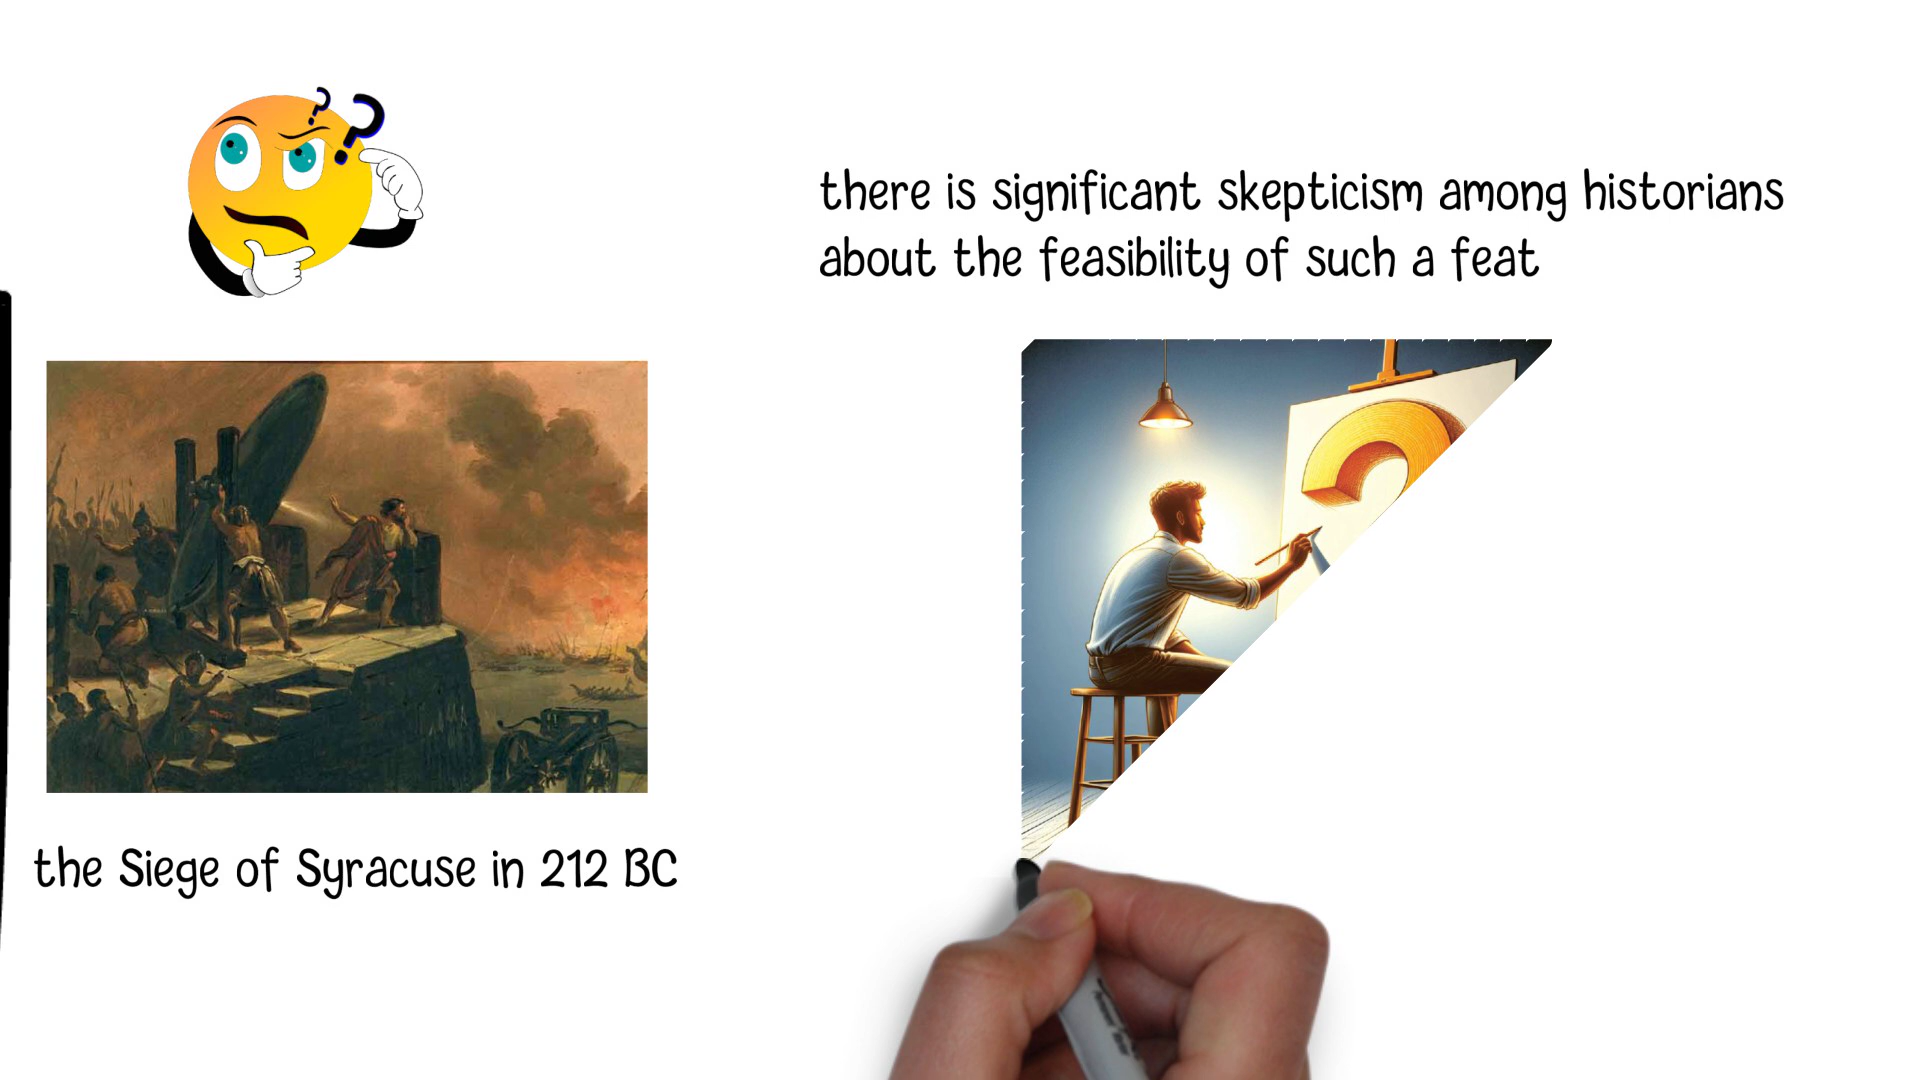 there is significant skepticism among historians
about the feasibility of such a feat
the Siege of Syracuse in 212 BC